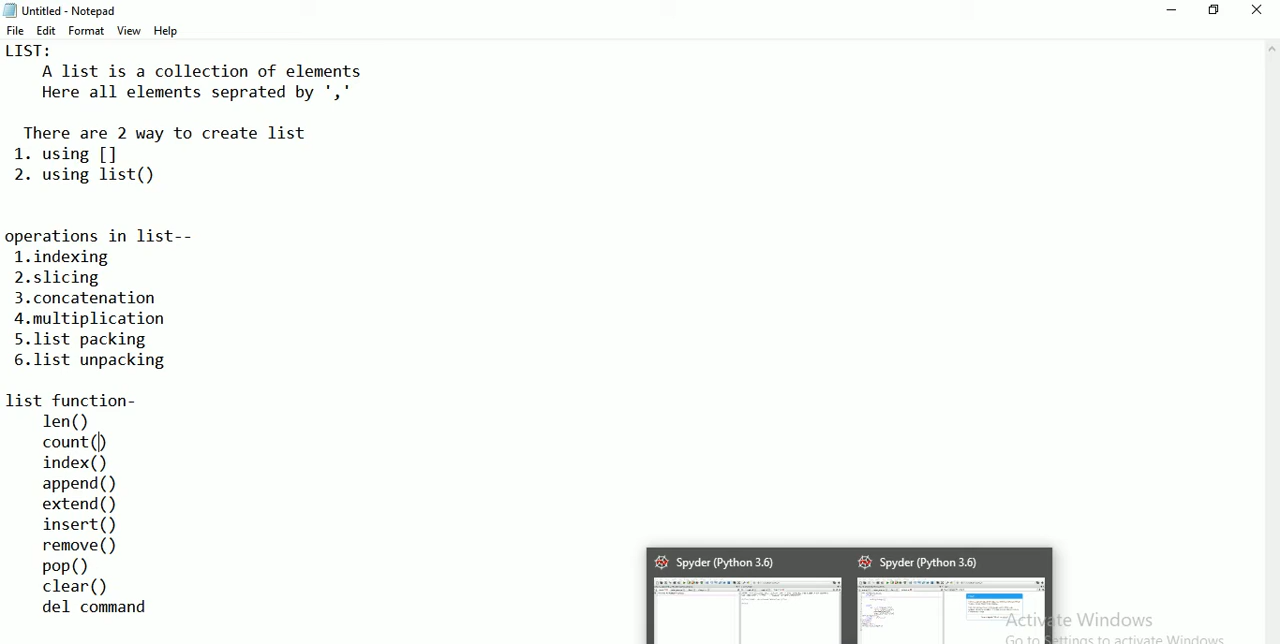 Untitled - Notepad
File Edit Format View Help
LIST:
A list is a collection of elements
Here all elements seprated by ','
There are 2 way to create list
1. using []
2. using list()
operations in list--
1.indexing
2.slicing
3.concatenation
4.multiplication
5.list packing
6.list unpacking
list function-
len()
count()
index()
append()
extend()
insert()
remove()
pop()
clear()
del command
Spyder (Python 3.6) Spyder (Python 3.6)
Activate Windows
Go to Settings to activate Windows